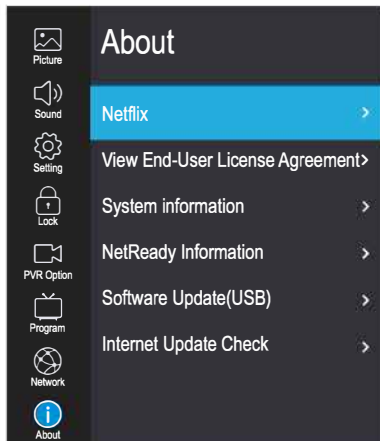 Picture
Sound
Setting
Lock
PVR Option
Program
Network
About
About
Netflix
View End-User License Agreement
System information
NetReady Information
Software Update(USB)
Internet Update Check